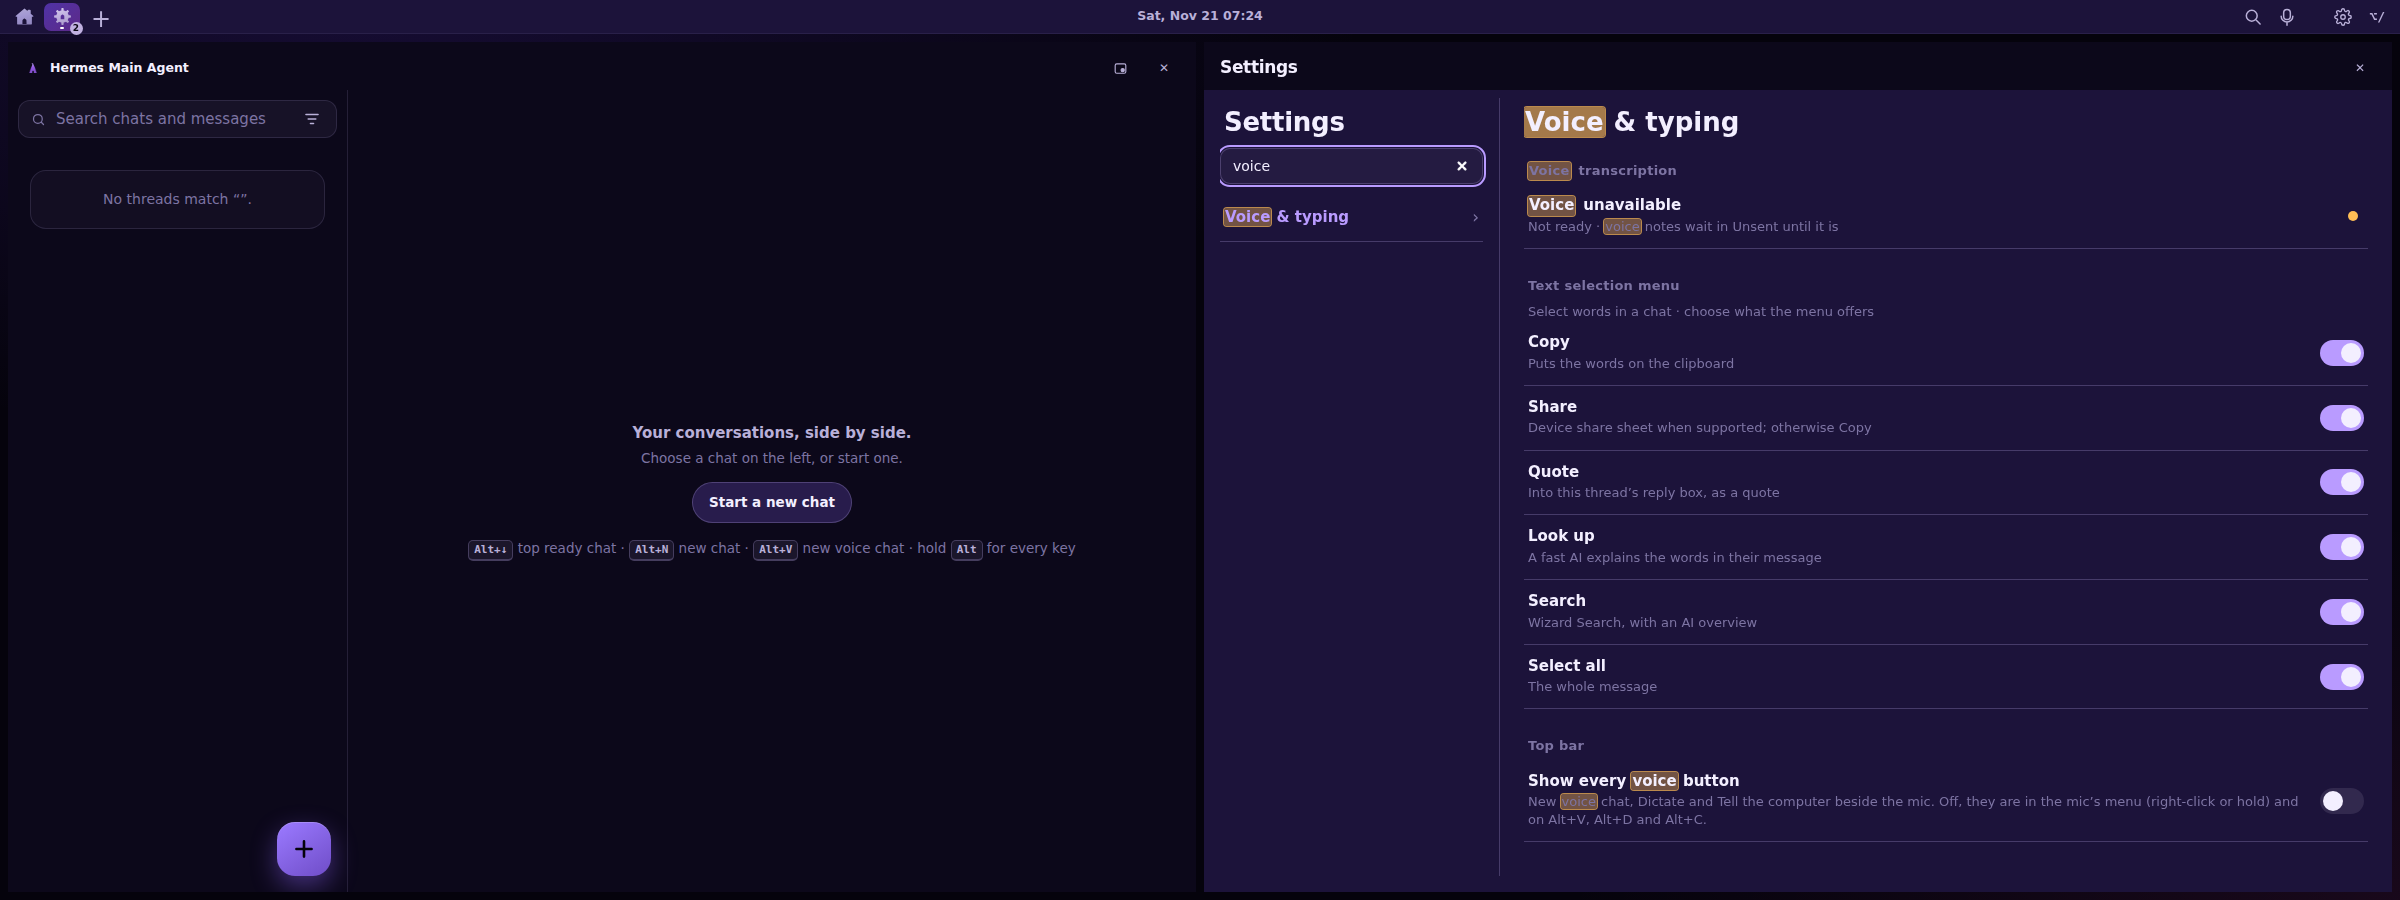 2
Sat, Nov 21 07:24
Hermes Main Agent
Search chats and messages
No threads match “”.
Your conversations, side by side.
Choose a chat on the left, or start one.
Start a new chat
Alt+↓ top ready chat · Alt+N new chat · Alt+V new voice chat · hold Alt for every key
Settings
Settings
voice
Voice & typing
Voice & typing
Voice transcription
Voice unavailable
Not ready · voice notes wait in Unsent until it is
Text selection menu
Select words in a chat · choose what the menu offers
Copy
Puts the words on the clipboard
Share
Device share sheet when supported; otherwise Copy
Quote
Into this thread’s reply box, as a quote
Look up
A fast AI explains the words in their message
Search
Wizard Search, with an AI overview
Select all
The whole message
Top bar
Show every voice button
New voice chat, Dictate and Tell the computer beside the mic. Off, they are in the mic’s menu (right-click or hold) and
on Alt+V, Alt+D and Alt+C.